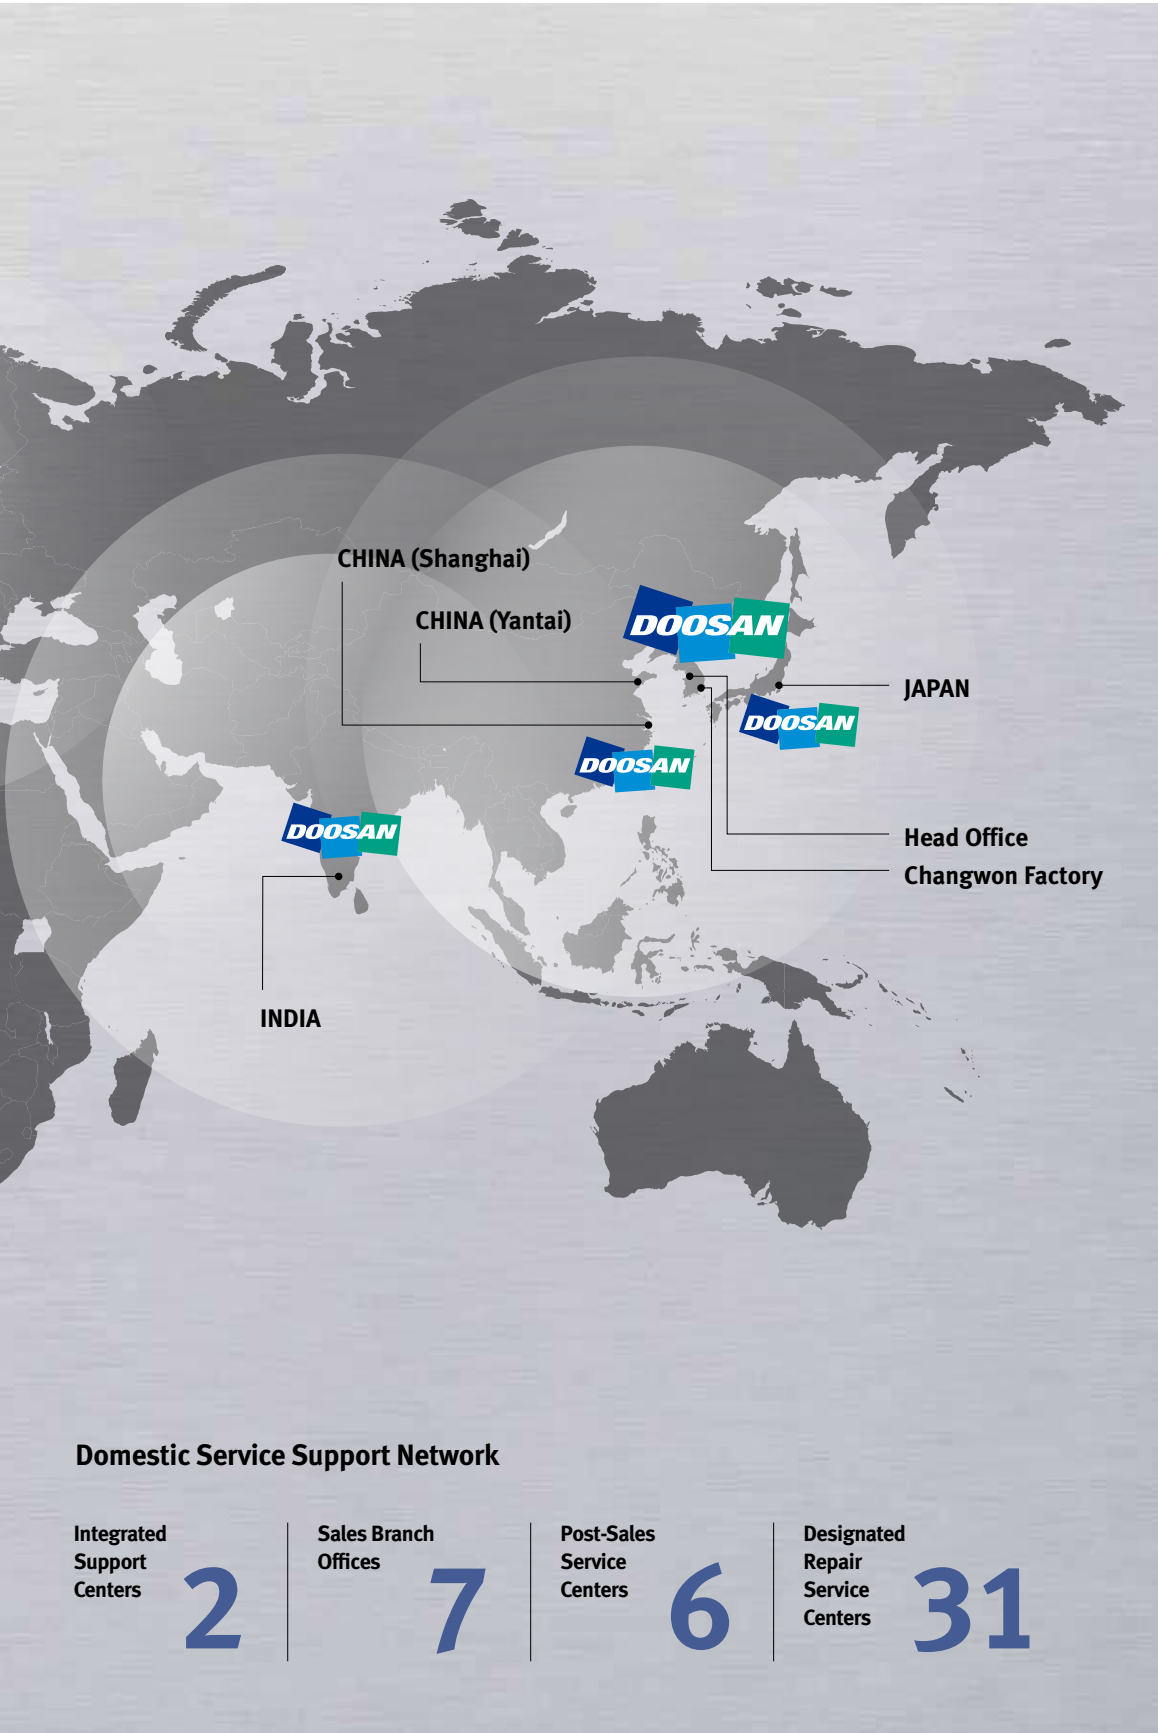 CHINA (Shanghai)
CHINA (Yantai)
DOOSAN
JAPAN
DOOSAN
DOOSAN
DOOSAN
Head Office
Changwon Factory
INDIA
Domestic Service Support Network
Integrated
Support
Centers
2
Sales Branch
Offices
7
Post-Sales
Service
Centers
6
Designated
Repair
Service
Centers
31